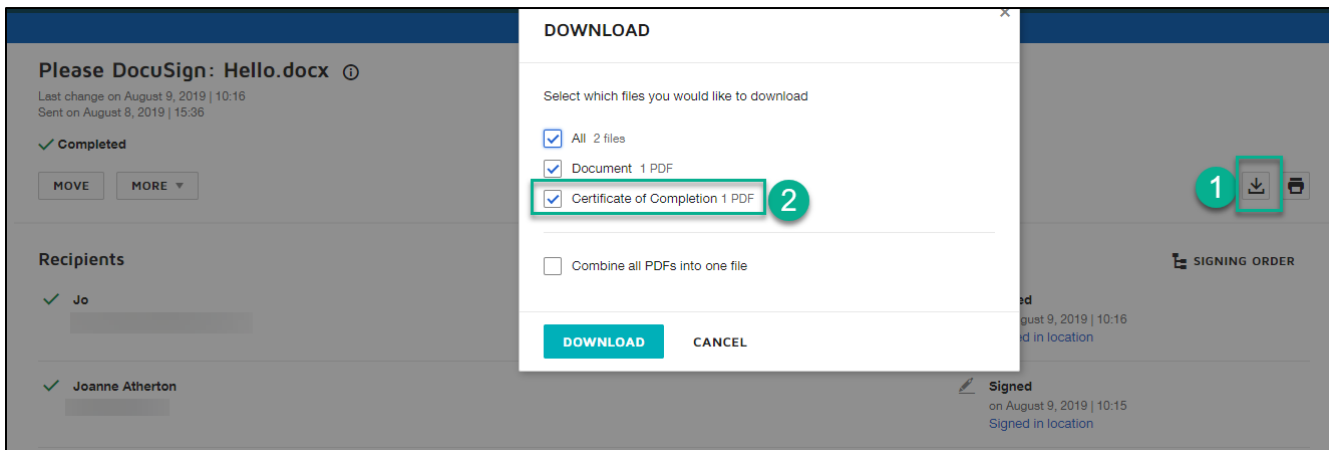 DOWNLOAD
Please DocuSign: Hello.docx
Last change on August 9, 2019 | 10:16
Sent on August 8, 2019 | 15:36
Completed
MOVE
MORE
Select which files you would like to download
All 2 files
Document 1 PDF
Certificate of Completion 1 PDF
2
1
Combine all PDFs into one file
DOWNLOAD
CANCEL
Recipients
SIGNING ORDER
Jo
gust 9, 2019 | 10:16
d in location
Joanne Atherton
Signed
on August 9, 2019 | 10:15
Signed in location